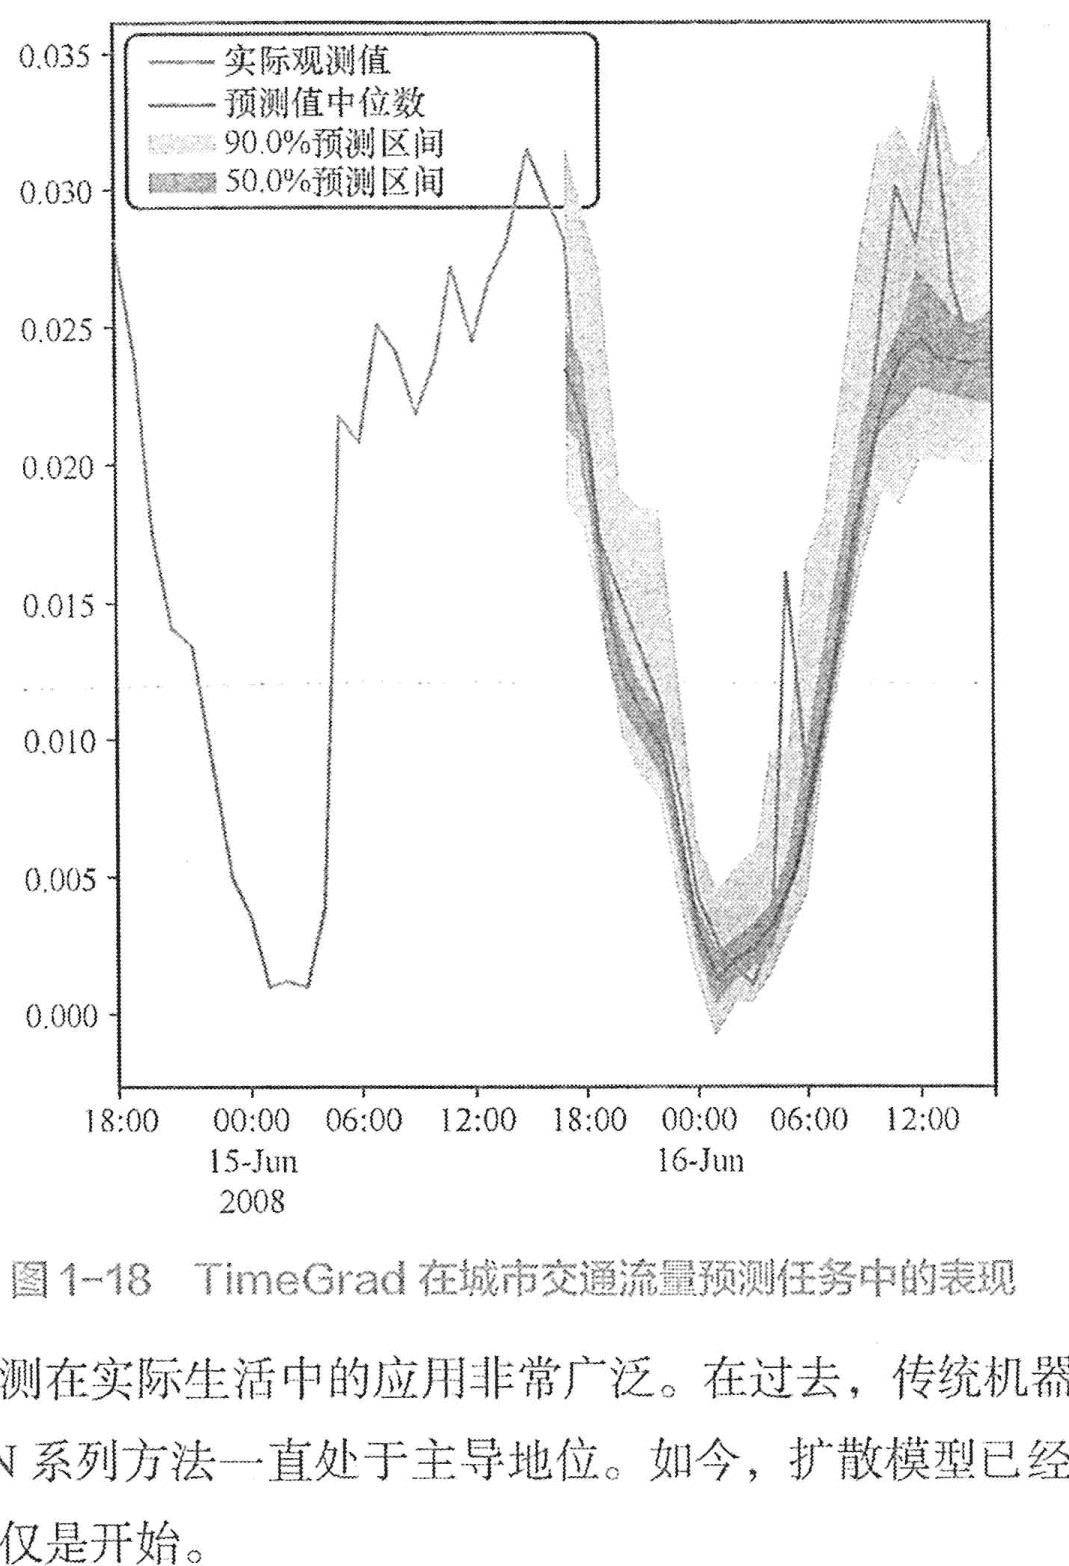 0.035
0.030
0.025
0.020
0.015
0.010
0.005
0.000
实际观测值
预测值中位数
90.0%预测区间
50.0%预测区间
18:00 00:00 06:00 12:00 18:00 00:00 06:00 12:00
15-Jun 16-Jun
2008
图1-18 TimeGrad 在城市交通流量预测任务中的表现
测在实际生活中的应用非常广泛。在过去，传统机器
N 系列方法一直处于主导地位。如今，扩散模型已经
仅是开始。